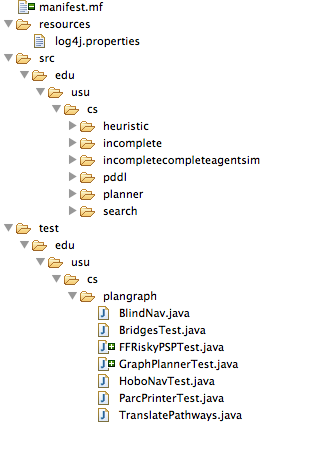 manifest.mf
resources
log4j.properties
src
edu
usu
cs
heuristic
incomplete
incompletecompleteagentsim
pddl
planner
search
test
edu
usu
cs
plangraph
BlindNav.java
BridgesTest.java
FFRiskyPSPTest.java
GraphPlannerTest.java
HoboNavTest.java
ParcPrinterTest.java
TranslatePathways.java